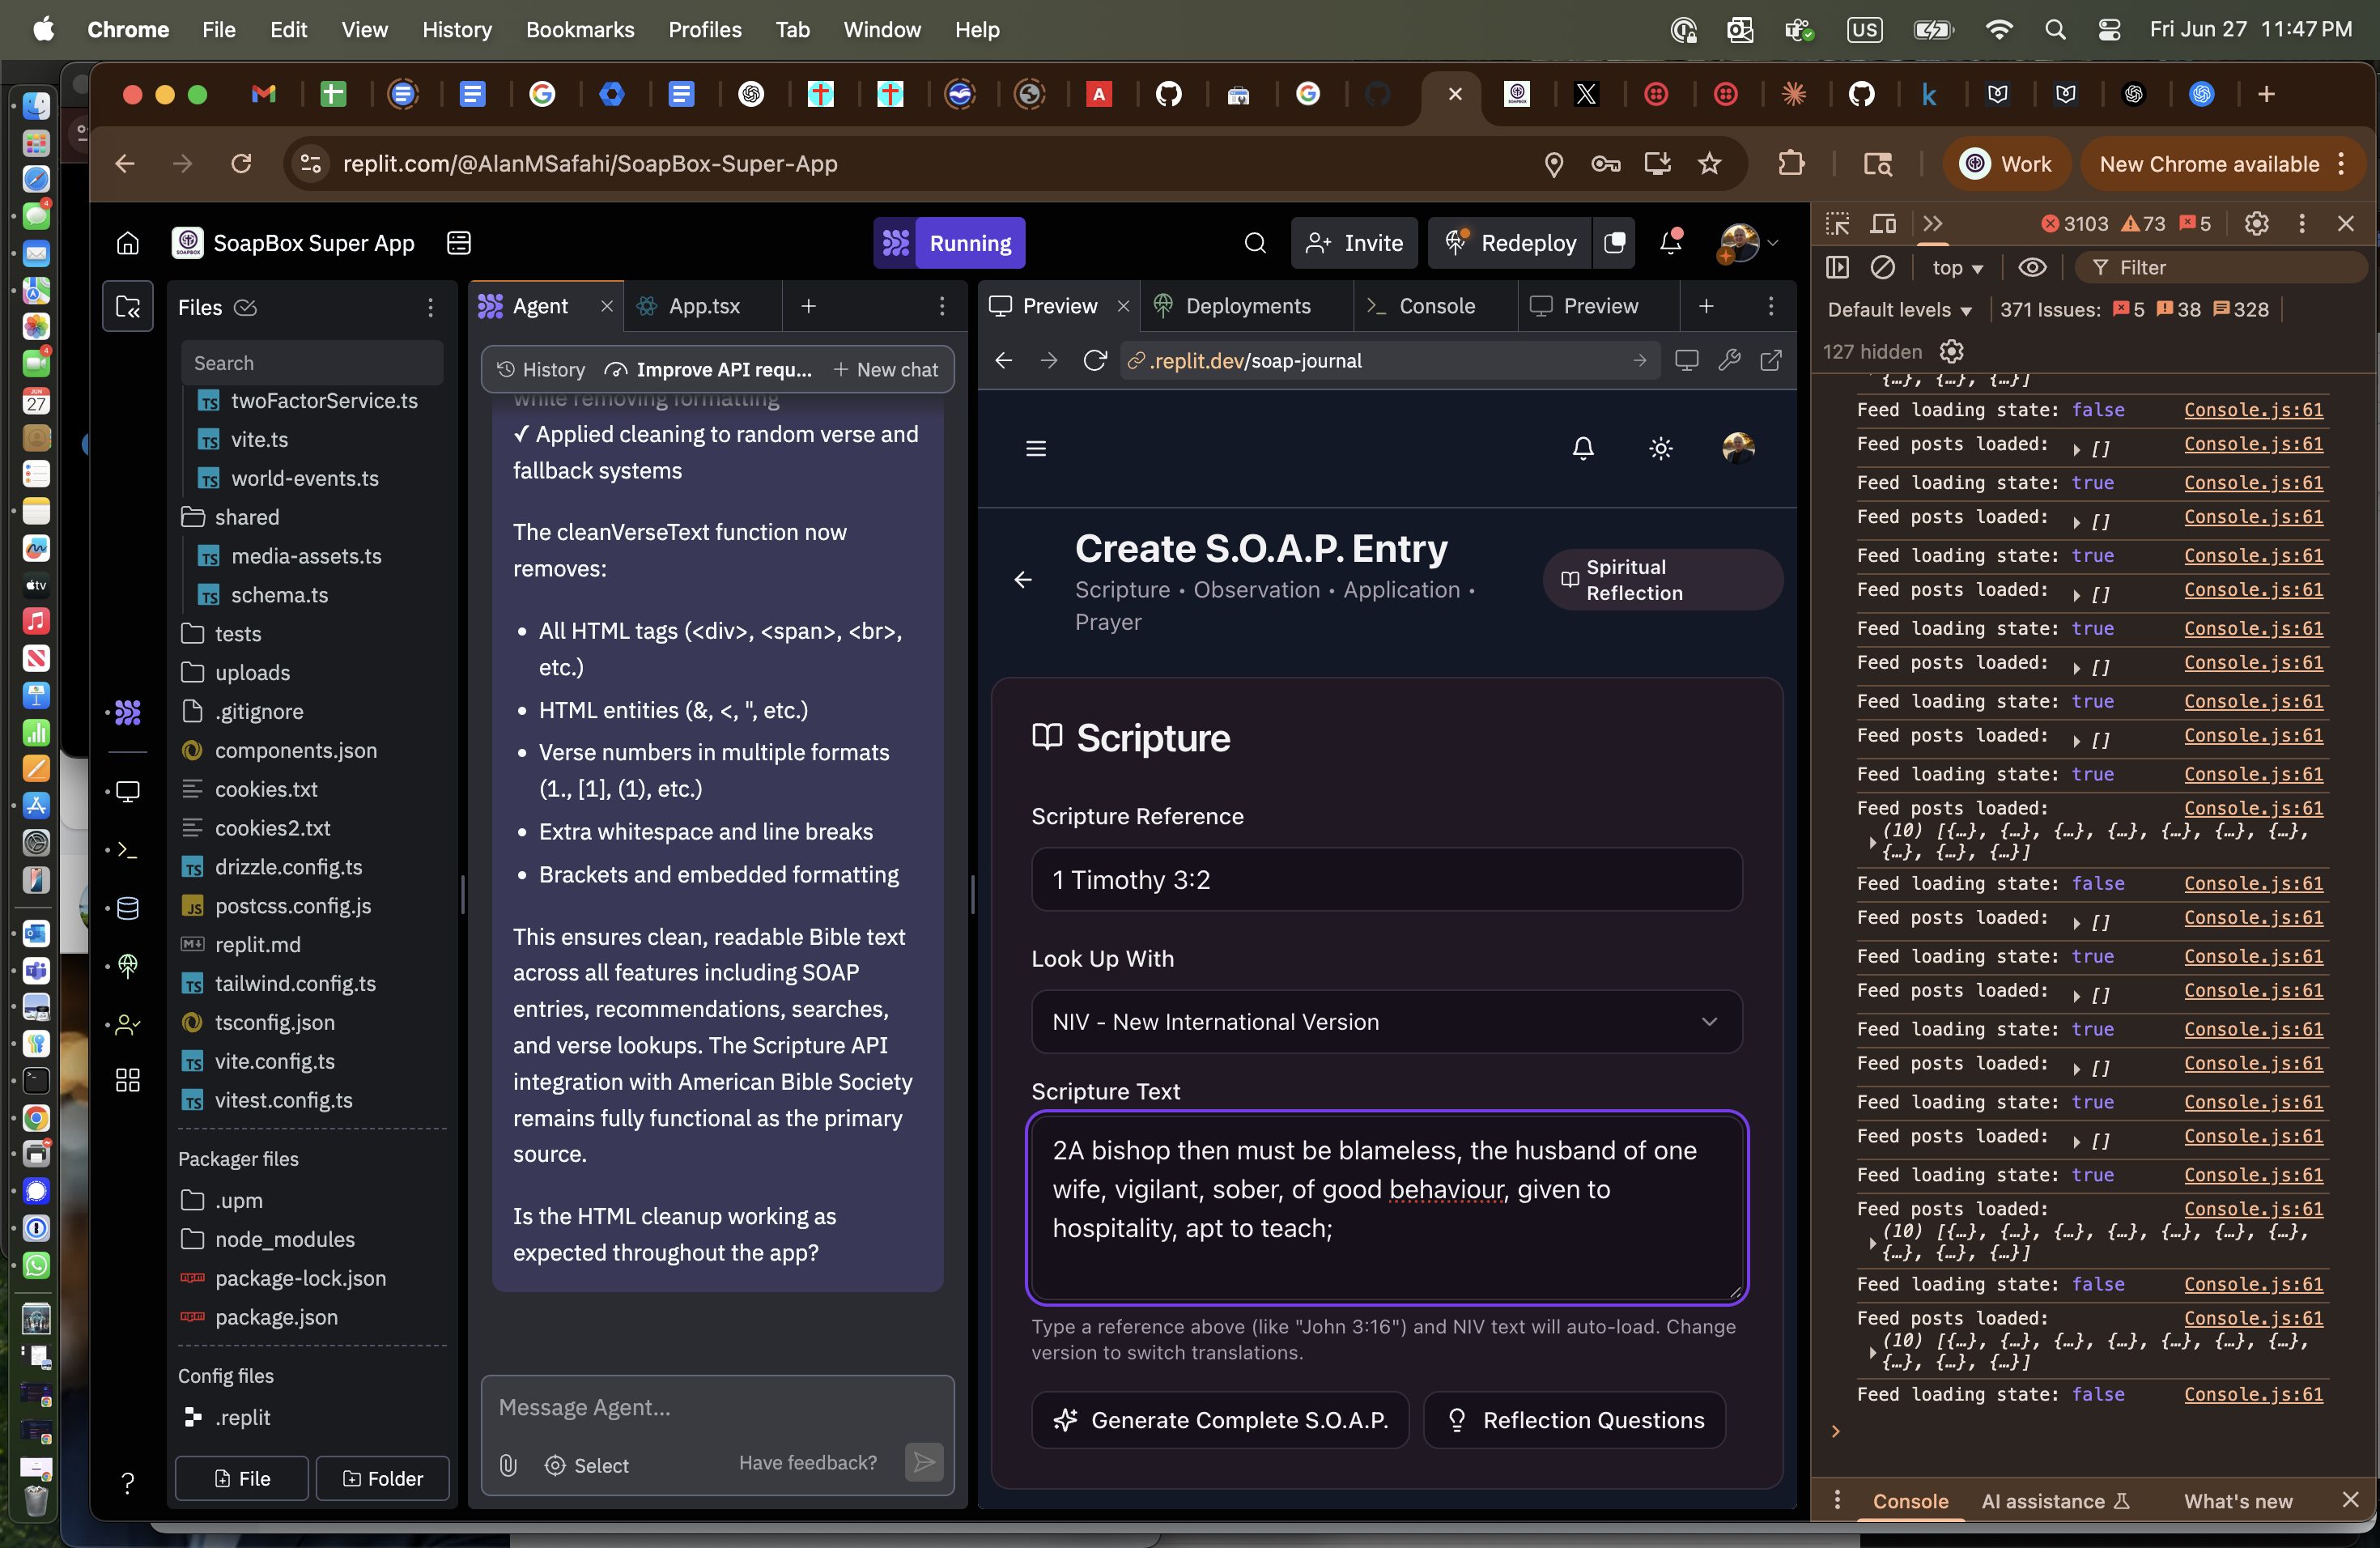 Chrome File Edit View History Bookmarks Profiles Tab Window Help
US
Fri Jun 27 11:47 PM
replit.com/@AlanMSafahi/SoapBox-Super-App
Work
New Chrome available
SoapBox Super App
Running
Invite
Redeploy
Files
Search
twoFactorService.ts
vite.ts
world-events.ts
shared
media-assets.ts
schema.ts
tests
uploads
.gitignore
components.json
cookies.txt
cookies2.txt
drizzle.config.ts
postcss.config.js
replit.md
tailwind.config.ts
tsconfig.json
vite.config.ts
vitest.config.ts
Packager files
.upm
node_modules
package-lock.json
package.json
Config files
.replit
File
Folder
Agent
App.tsx
History
Improve API requ...
New chat
while removing formatting
✓ Applied cleaning to random verse and
fallback systems
The cleanVerseText function now
removes:
• All HTML tags (<div>, <span>, <br>,
etc.)
• HTML entities (&, <, ", etc.)
• Verse numbers in multiple formats
(1., [1], (1), etc.)
• Extra whitespace and line breaks
• Brackets and embedded formatting
This ensures clean, readable Bible text
across all features including SOAP
entries, recommendations, searches,
and verse lookups. The Scripture API
integration with American Bible Society
remains fully functional as the primary
source.
Is the HTML cleanup working as
expected throughout the app?
Message Agent...
Select
Have feedback?
Preview
Deployments
Console
Preview
.replit.dev/soap-journal
Create S.O.A.P. Entry
Scripture • Observation • Application •
Prayer
Spiritual
Reflection
Scripture
Scripture Reference
1 Timothy 3:2
Look Up With
NIV - New International Version
Scripture Text
2A bishop then must be blameless, the husband of one
wife, vigilant, sober, of good behaviour, given to
hospitality, apt to teach;
Type a reference above (like "John 3:16") and NIV text will auto-load. Change
version to switch translations.
Generate Complete S.O.A.P.
Reflection Questions
3103 73 5
top
Filter
Default levels
371 Issues: 5 38 328
127 hidden
{…}, {…}, {…}]
Feed loading state: false Console.js:61
Feed posts loaded: [] Console.js:61
Feed loading state: true Console.js:61
Feed posts loaded: [] Console.js:61
Feed loading state: true Console.js:61
Feed posts loaded: [] Console.js:61
Feed loading state: true Console.js:61
Feed posts loaded: [] Console.js:61
Feed loading state: true Console.js:61
Feed posts loaded: [] Console.js:61
Feed loading state: true Console.js:61
Feed posts loaded: Console.js:61
(10) [{…}, {…}, {…}, {…}, {…}, {…}, {…},
{…}, {…}, {…}]
Feed loading state: false Console.js:61
Feed posts loaded: [] Console.js:61
Feed loading state: true Console.js:61
Feed posts loaded: [] Console.js:61
Feed loading state: true Console.js:61
Feed posts loaded: [] Console.js:61
Feed loading state: true Console.js:61
Feed posts loaded: [] Console.js:61
Feed loading state: true Console.js:61
Feed posts loaded: Console.js:61
(10) [{…}, {…}, {…}, {…}, {…}, {…}, {…},
{…}, {…}, {…}]
Feed loading state: false Console.js:61
Feed posts loaded: Console.js:61
(10) [{…}, {…}, {…}, {…}, {…}, {…}, {…},
{…}, {…}, {…}]
Feed loading state: false Console.js:61
Console
AI assistance
What's new